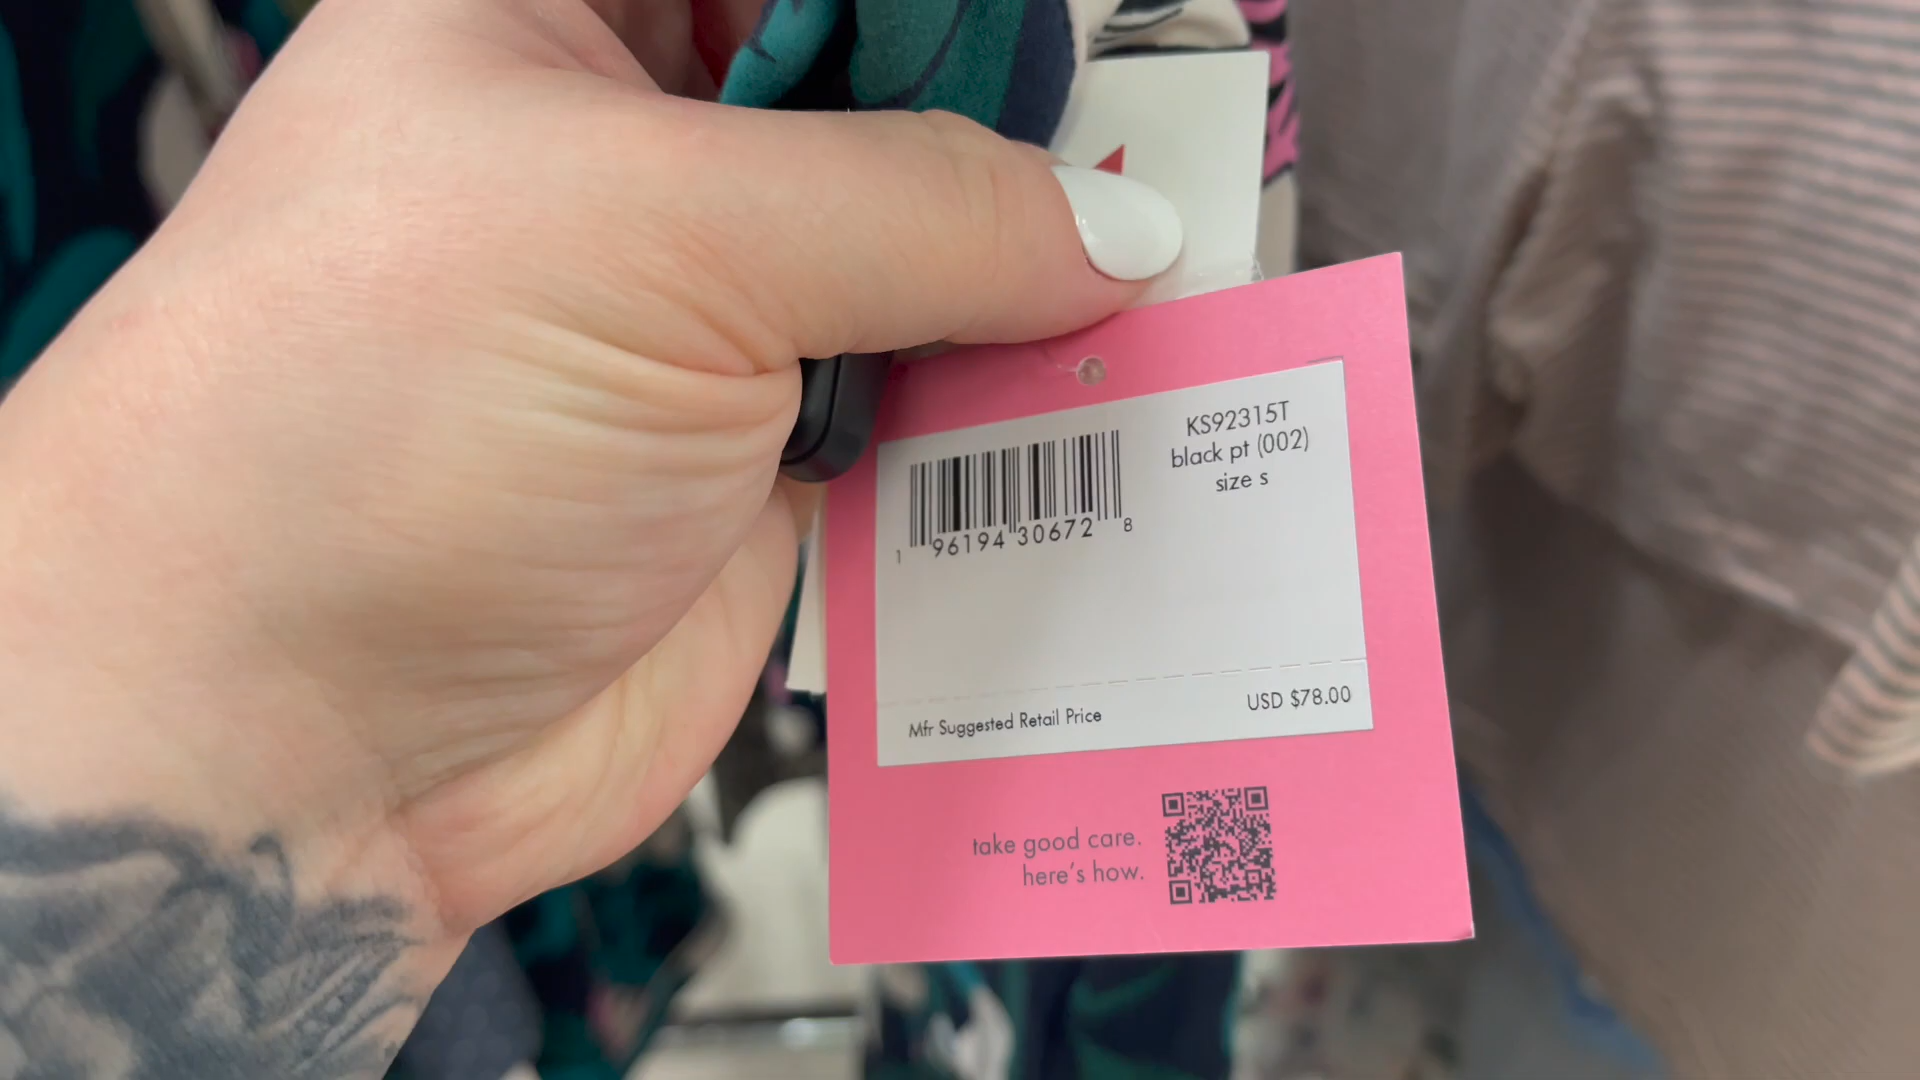 KS92315T
black pt (002)
size s
1 96194 30672 8
Mfr Suggested Retail Price USD $78.00
take good care.
here's how.